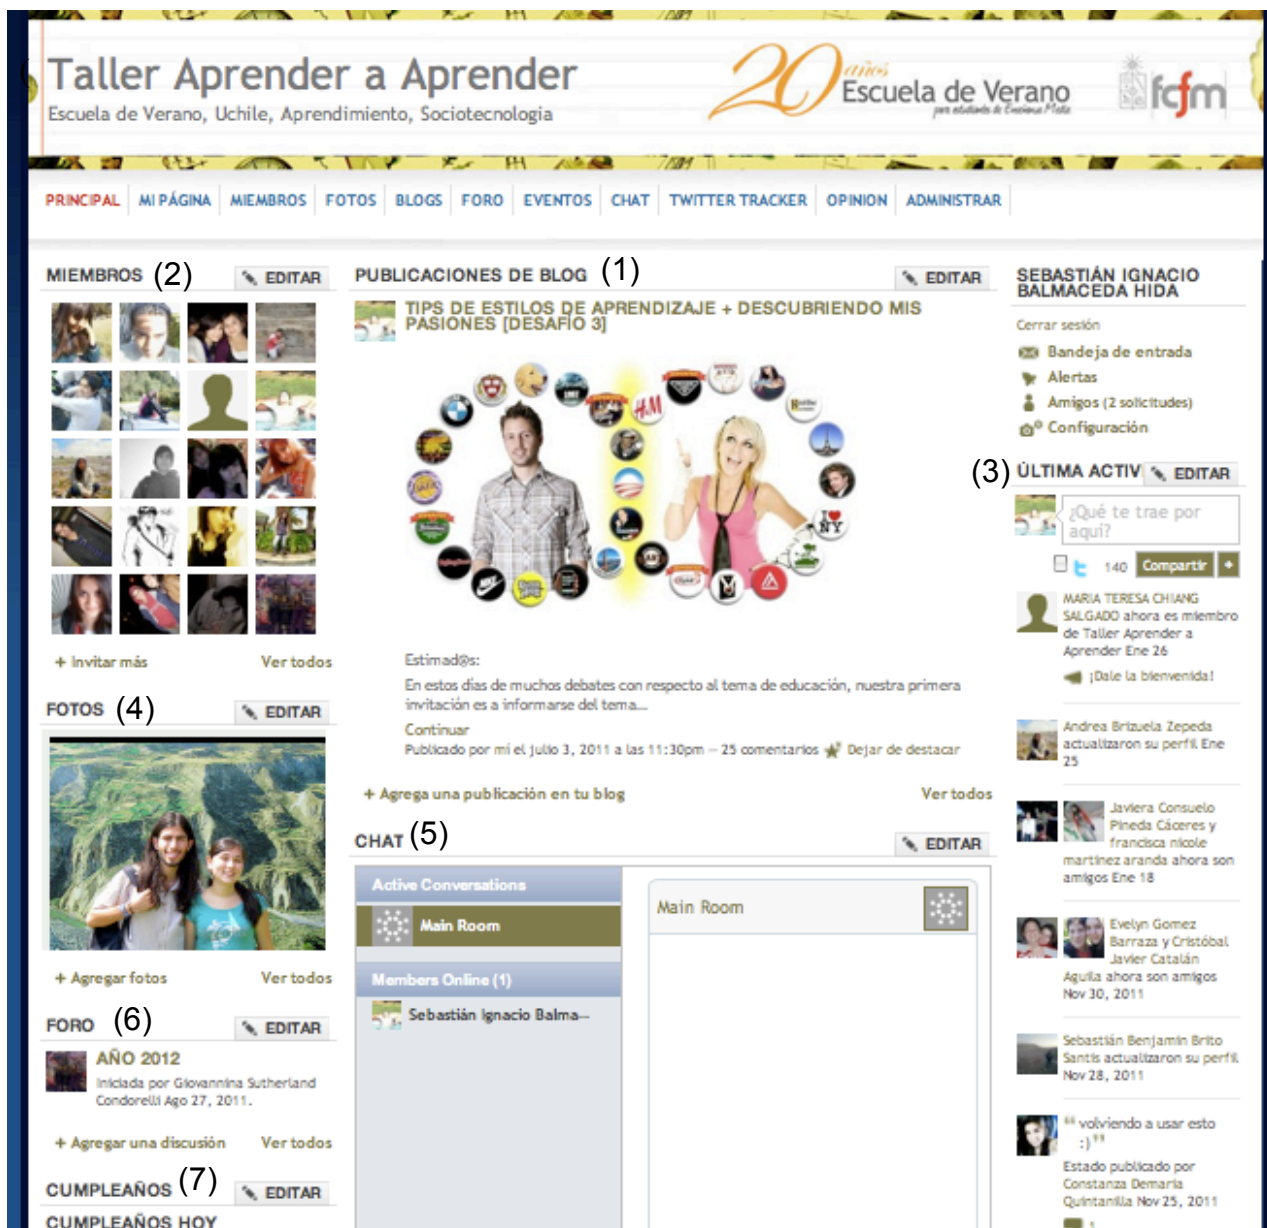 Taller Aprender a Aprender
Escuela de Verano, Uchile, Aprendimiento, Sociotecnologia
20 años
Escuela de Verano
por estudiantes de Enseñanza Media
fcfm
PRINCIPAL MI PÁGINA MIEMBROS FOTOS BLOGS FORO EVENTOS CHAT TWITTER TRACKER OPINION ADMINISTRAR
MIEMBROS (2) EDITAR
+ Invitar más Ver todos
FOTOS (4) EDITAR
+ Agregar fotos Ver todos
FORO (6) EDITAR
AÑO 2012
Iniciada por Giovannina Sutherland
Condorelli Ago 27, 2011.
+ Agregar una discusión Ver todos
CUMPLEAÑOS (7) EDITAR
CUMPLEAÑOS HOY
PUBLICACIONES DE BLOG (1) EDITAR
TIPS DE ESTILOS DE APRENDIZAJE + DESCUBRIENDO MIS
PASIONES [DESAFÍO 3]
H&M
I ♥ NY
Estimad@s:
En estos días de muchos debates con respecto al tema de educación, nuestra primera
invitación es a informarse del tema...
Continuar
Publicado por mí el julio 3, 2011 a las 11:30pm — 25 comentarios Dejar de destacar
+ Agrega una publicación en tu blog Ver todos
CHAT (5) EDITAR
Active Conversations
Main Room
Members Online (1)
Sebastián Ignacio Balma...
Main Room
SEBASTIÁN IGNACIO
BALMACEDA HIDA
Cerrar sesión
Bandeja de entrada
Alertas
Amigos (2 solicitudes)
Configuración
(3) ÚLTIMA ACTIVI EDITAR
¿Qué te trae por
aquí?
140 Compartir +
MARIA TERESA CHIANG
SALGADO ahora es miembro
de Taller Aprender a
Aprender Ene 26
¡Dale la bienvenida!
Andrea Brizuela Zepeda
actualizaron su perfil Ene
25
Javiera Consuelo
Pineda Cáceres y
francisca nicole
martinez aranda ahora son
amigos Ene 18
Evelyn Gomez
Barraza y Cristóbal
Javier Catalán
Aguila ahora son amigos
Nov 30, 2011
Sebastián Benjamin Brito
Santis actualizaron su perfil
Nov 28, 2011
“ volviendo a usar esto
:) ”
Estado publicado por
Constanza Demaria
Quintanilla Nov 25, 2011
1